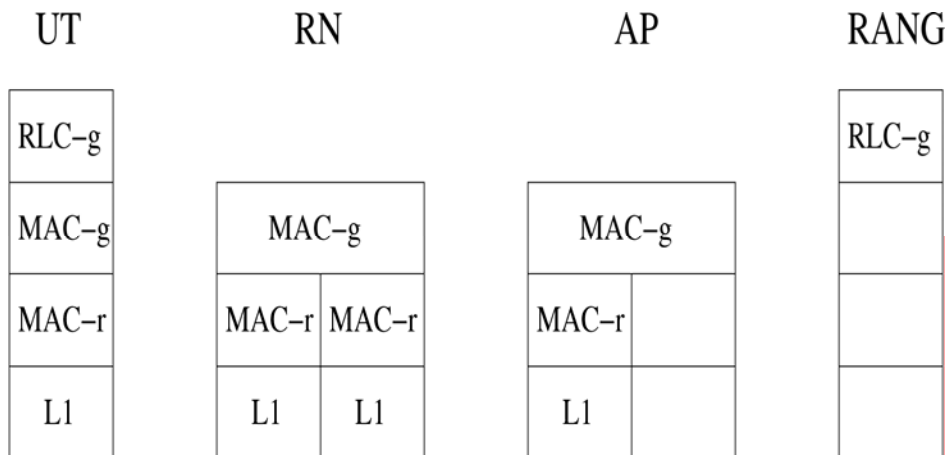 UT RN AP RANG
RLC–g RLC–g
MAC–g MAC–g MAC–g
MAC–r MAC–r MAC–r MAC–r
L1 L1 L1 L1